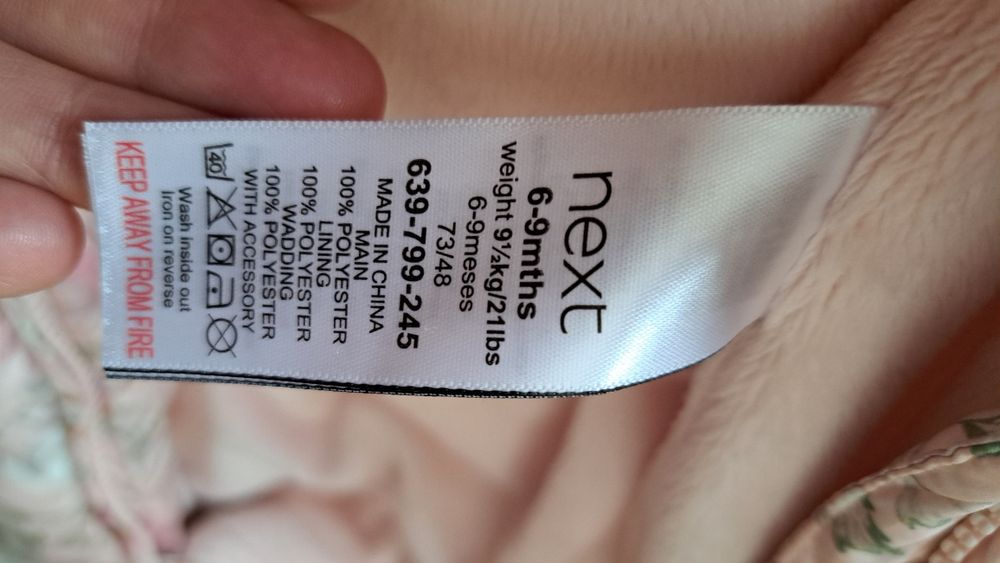 next
6-9mths
weight 9½kg/21lbs
6-9meses
73/48
639-799-245
MADE IN CHINA
MAIN
100% POLYESTER
LINING
100% POLYESTER
WADDING
100% POLYESTER
WITH ACCESSORY
40
Wash inside out
Iron on reverse
KEEP AWAY FROM FIRE